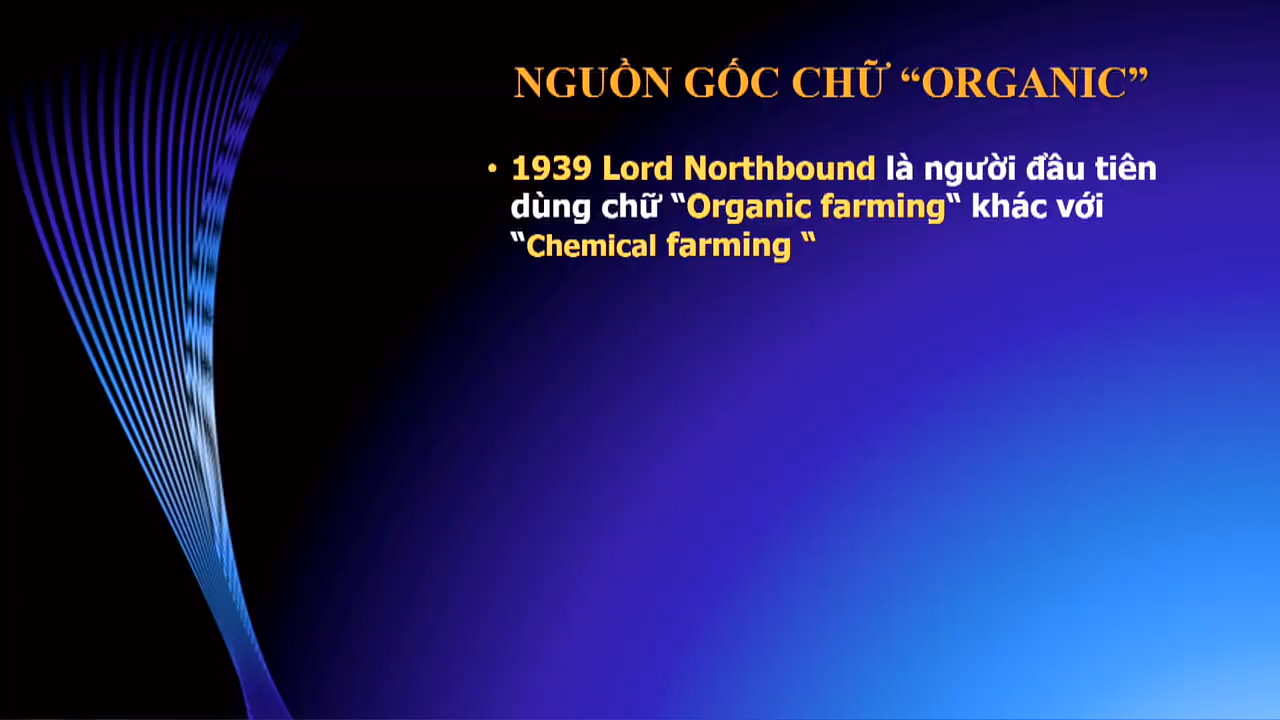 NGUỒN GỐC CHỮ “ORGANIC”
• 1939 Lord Northbound là người đầu tiên
dùng chữ “Organic farming“ khác với
“Chemical farming “